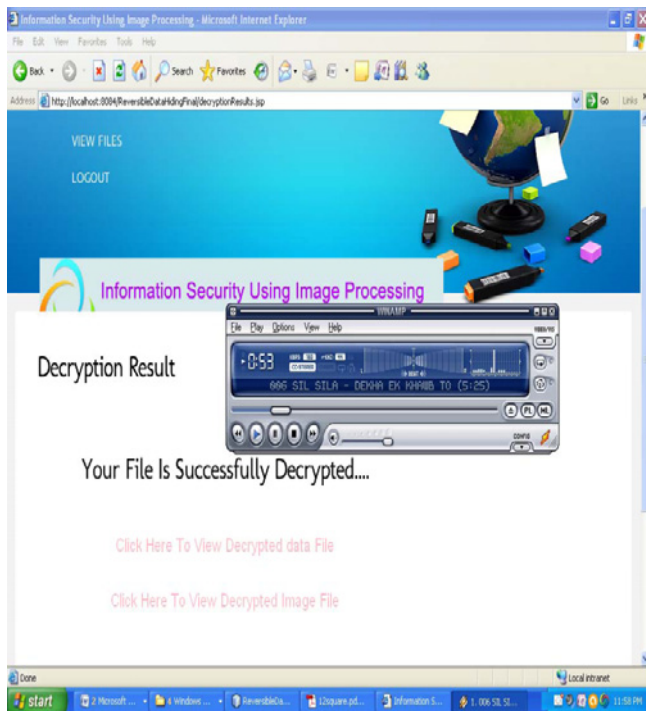 Information Security Using Image Processing - Microsoft Internet Explorer
File Edit View Favorites Tools Help
Back Search Favorites
Address http://localhost:8084/ReversibleDataHidingFinal/decryptionResults.jsp Go Links
VIEW FILES
LOGOUT
Information Security Using Image Processing
WINAMP
File Play Options View Help
0:53
006 SIL SILA - DEKHA EK KHAWB TO (5:25)
PL ML
CONFIG
Decryption Result
Your File Is Successfully Decrypted....
Click Here To View Decrypted data File
Click Here To View Decrypted Image File
Done Local intranet
start 2 Microsoft ... 4 Windows ... ReversibleDa... 12square.pd... Information S... 1. 006 SIL SI... 11:58 PM